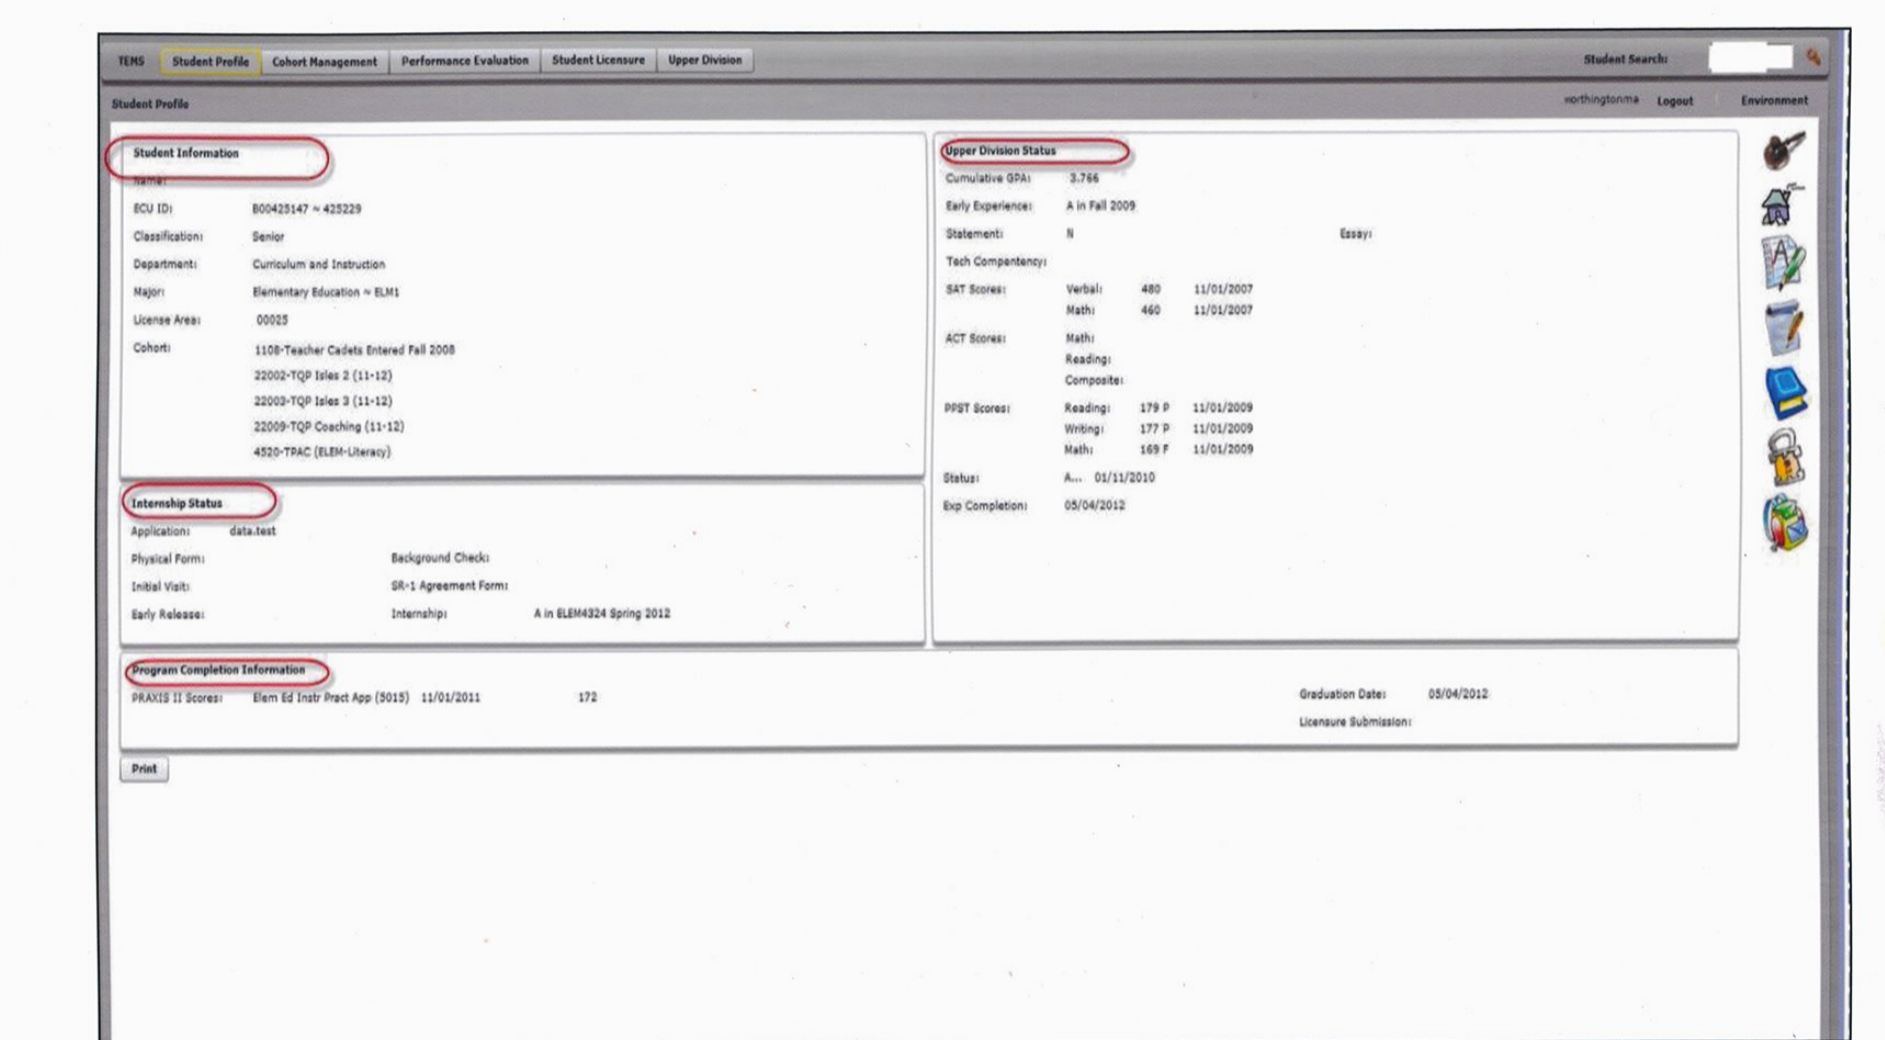 TEMS Student Profile Cohort Management Performance Evaluation Student Licensure Upper Division Student Search:
Student Profile worthingtonma Logout Environment
Student Information
Name:
ECU ID: B00425147 ~ 425229
Classification: Senior
Department: Curriculum and Instruction
Major: Elementary Education ~ ELM1
License Area: 00025
Cohort: 1108-Teacher Cadets Entered Fall 2008
22002-TQP Isles 2 (11-12)
22003-TQP Isles 3 (11-12)
22009-TQP Coaching (11-12)
4520-TPAC (ELEM-Literacy)
Upper Division Status
Cumulative GPA: 3.766
Early Experience: A in Fall 2009
Statement: N Essay:
Tech Compentency:
SAT Scores: Verbal: 480 11/01/2007
Math: 460 11/01/2007
ACT Scores: Math:
Reading:
Composite:
PPST Scores: Reading: 179 P 11/01/2009
Writing: 177 P 11/01/2009
Math: 169 F 11/01/2009
Status: A... 01/11/2010
Exp Completion: 05/04/2012
Internship Status
Application: data.test
Physical Form: Background Check:
Initial Visit: SR-1 Agreement Form:
Early Release: Internship: A in ELEM4324 Spring 2012
Program Completion Information
PRAXIS II Scores: Elem Ed Instr Pract App (5015) 11/01/2011 172 Graduation Date: 05/04/2012
Licensure Submission:
Print